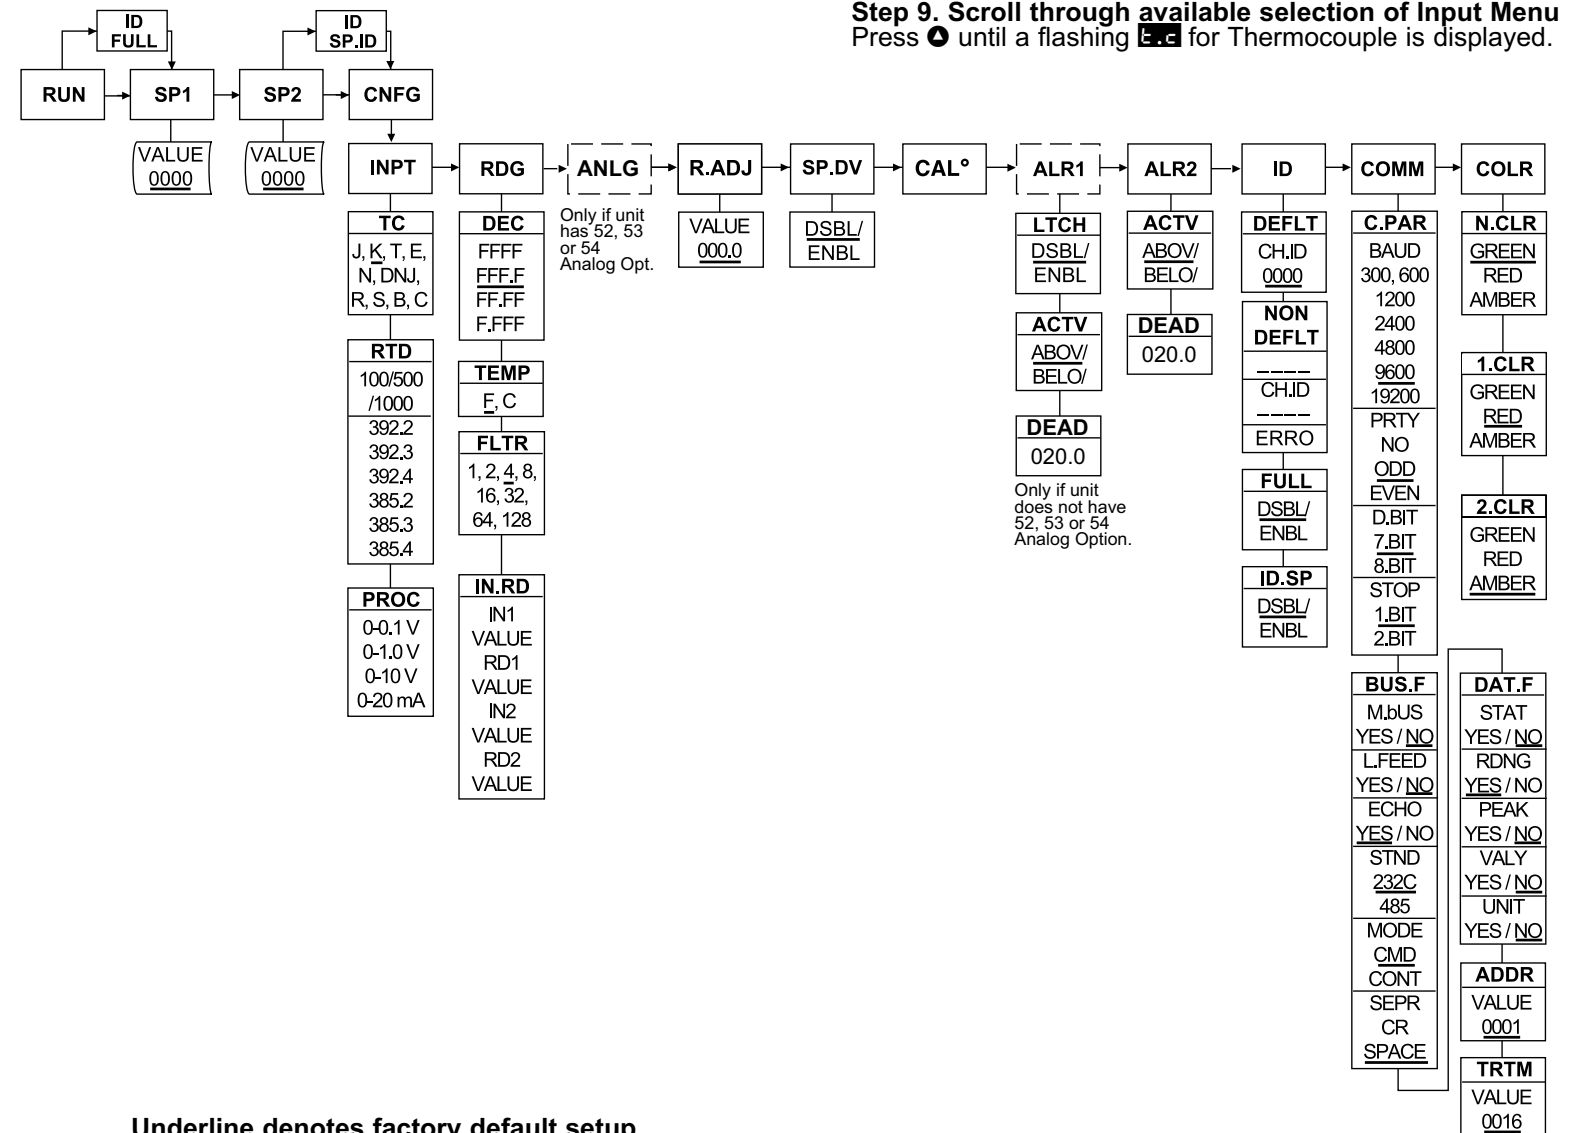 Step 9. Scroll through available selection of Input Menu
Press until a flashing t.c for Thermocouple is displayed.
ID
FULL
ID
SP.ID
RUN
SP1
SP2
CNFG
VALUE
0000
VALUE
0000
INPT
RDG
ANLG
R.ADJ
SP.DV
CAL°
ALR1
ALR2
ID
COMM
COLR
TC
J, K, T, E,
N, DNJ,
R, S, B, C
RTD
100/500
/1000
392.2
392.3
392.4
385.2
385.3
385.4
PROC
0-0.1 V
0-1.0 V
0-10 V
0-20 mA
DEC
FFFF
FFF.F
FF.FF
F.FFF
TEMP
F, C
FLTR
1, 2, 4, 8,
16, 32,
64, 128
IN.RD
IN1
VALUE
RD1
VALUE
IN2
VALUE
RD2
VALUE
Only if unit
has 52, 53
or 54
Analog Opt.
VALUE
000.0
DSBL/
ENBL
LTCH
DSBL/
ENBL
ACTV
ABOV/
BELO/
DEAD
020.0
Only if unit
does not have
52, 53 or 54
Analog Option.
ACTV
ABOV/
BELO/
DEAD
020.0
DEFLT
CH.ID
0000
NON
DEFLT
_ _ _ _
CH.ID
_ _ _ _
ERRO
FULL
DSBL/
ENBL
ID.SP
DSBL/
ENBL
C.PAR
BAUD
300, 600
1200
2400
4800
9600
19200
PRTY
NO
ODD
EVEN
D.BIT
7.BIT
8.BIT
STOP
1.BIT
2.BIT
BUS.F
M.bUS
YES / NO
L.FEED
YES / NO
ECHO
YES / NO
STND
232C
485
MODE
CMD
CONT
SEPR
CR
SPACE
N.CLR
GREEN
RED
AMBER
1.CLR
GREEN
RED
AMBER
2.CLR
GREEN
RED
AMBER
DAT.F
STAT
YES / NO
RDNG
YES / NO
PEAK
YES / NO
VALY
YES / NO
UNIT
YES / NO
ADDR
VALUE
0001
TRTM
VALUE
0016
Underline denotes factory default setup